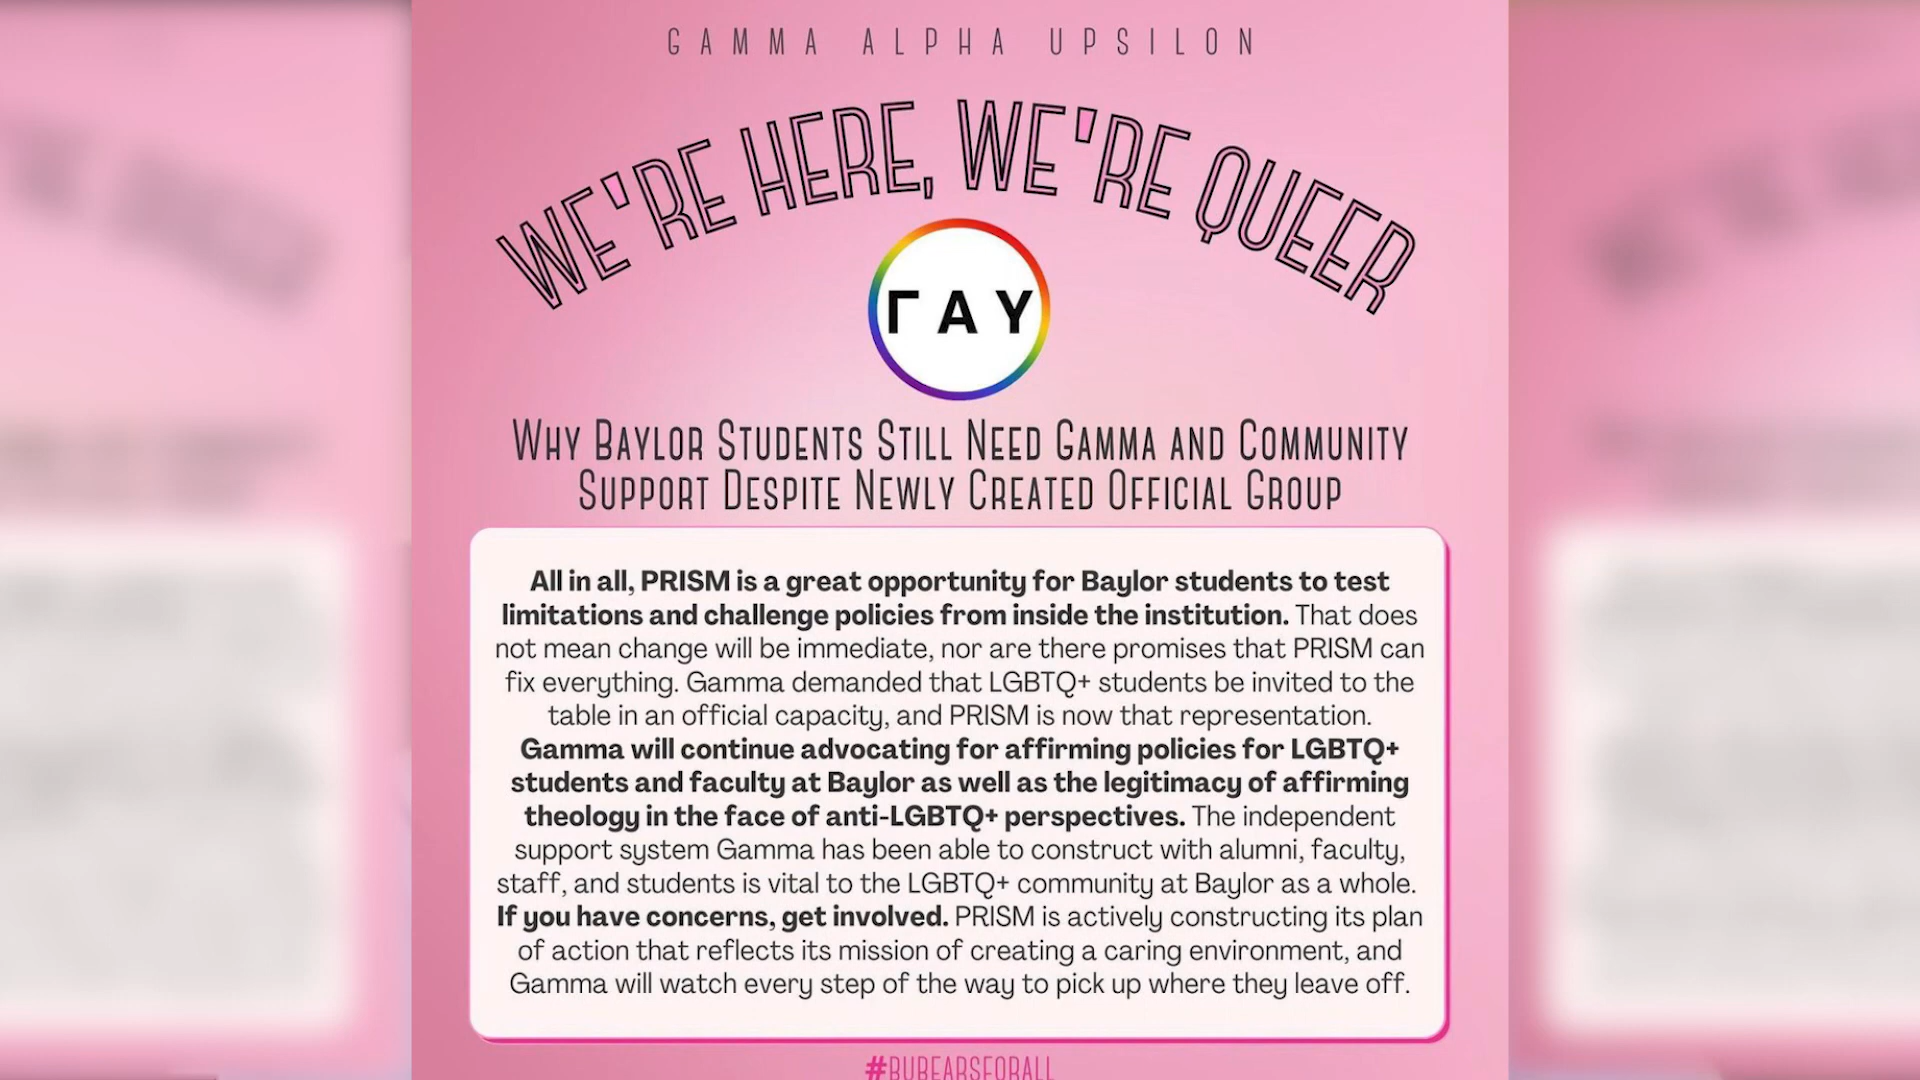 GAMMA ALPHA UPSILON
WE'RE HERE, WE'RE QUEER
ΓΑΥ
WHY BAYLOR STUDENTS STILL NEED GAMMA AND COMMUNITY
SUPPORT DESPITE NEWLY CREATED OFFICIAL GROUP
All in all, PRISM is a great opportunity for Baylor students to test
limitations and challenge policies from inside the institution. That does
not mean change will be immediate, nor are there promises that PRISM can
fix everything. Gamma demanded that LGBTQ+ students be invited to the
table in an official capacity, and PRISM is now that representation.
Gamma will continue advocating for affirming policies for LGBTQ+
students and faculty at Baylor as well as the legitimacy of affirming
theology in the face of anti-LGBTQ+ perspectives. The independent
support system Gamma has been able to construct with alumni, faculty,
staff, and students is vital to the LGBTQ+ community at Baylor as a whole.
If you have concerns, get involved. PRISM is actively constructing its plan
of action that reflects its mission of creating a caring environment, and
Gamma will watch every step of the way to pick up where they leave off.
#BUBEARSFORALL